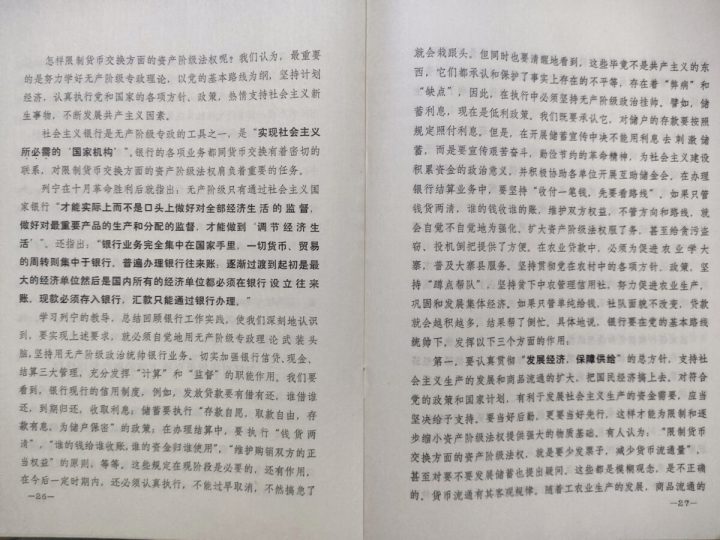 怎样限制货币交换方面的资产阶级法权呢？我们认为，最重要
的是努力学好无产阶级专政理论，以党的基本路线为纲，坚持计划
经济，认真执行党和国家的各项方针、政策，热情支持社会主义新
生事物，不断发展共产主义因素。
社会主义银行是无产阶级专政的工具之一，是“实现社会主义
所必需的‘国家机构’”。银行的各项业务都同货币交换有着密切的
联系，对限制货币交换方面的资产阶级法权肩负着重要的任务。
列宁在十月革命胜利后就指出：无产阶级只有通过社会主义国
家银行“才能实际上而不是口头上做好对全部经济生活的监督，
做好对最重要产品的生产和分配的监督，才能做到‘调节经济生
活’”。还指出：“银行业务完全集中在国家手里，一切货币、贸易
的周转则集中于银行，普遍办理银行往来账；逐渐过渡到起初是最
大的经济单位然后是国内所有的经济单位都必须在银行设立往来
账。现款必须存入银行，汇款只能通过银行办理。”
学习列宁的教导，总结回顾银行工作实践，使我们深刻地认识
到，要实现上述要求，就必须自觉地用无产阶级专政理论武装头
脑，坚持用无产阶级政治统帅银行业务。切实加强银行信贷、现金、
结算三大管理，充分发挥“计算”和“监督”的职能作用。我们要
看到，银行现行的信用制度，例如，发放贷款要有借有还，谁借谁
还，到期归还，收取利息；储蓄要执行“存款自愿，取款自由，存
款有息，为储户保密”的政策；在办理结算中，要执行“钱货两
清”，“谁的钱给谁收账，谁的资金归谁使用”，“维护购销双方的正
当权益”的原则，等等。这些规定在现阶段是必要的，还有作用，
在今后一定时期内，还必须认真执行，不能过早取消，不然搞急了
—26—
就会栽跟头。但同时也要清醒地看到，这些毕竟不是共产主义的东
西，它们都承认和保护了事实上存在的不平等，存在着“弊病”和
“缺点”，因此，在执行中必须坚持无产阶级政治挂帅。譬如，储
蓄利息，现在是低利政策，我们既要承认它，对储户的存款要按照
规定照付利息。但是，在开展储蓄宣传中决不能用利息去刺激储
蓄，而是要宣传艰苦奋斗，勤俭节约的革命精神，为社会主义建设
积累资金的政治意义，并积极协助各单位开展互助储金会。在办理
银行结算业务中，要坚持“收付一笔钱，先要看路线”。如果只管
钱货两清，谁的钱收谁的账，维护双方权益，不管方向和路线，就
会自觉不自觉地为强化、扩大资产阶级法权服了务，甚至给贪污盗
窃、投机倒把提供了方便。在农业贷款中，必须为促进农业学大
寨，普及大寨县服务。坚持贯彻党在农村中的各项方针、政策，坚
持“蹲点帮队”，坚持贫下中农管理信用社，努力促进农业生产，
巩固和发展集体经济。如果只管单纯给钱，社队面貌不改变，贷款
就会越积越多，结果帮了倒忙。具体地说，银行要在党的基本路线
统帅下，发挥以下三个方面的作用：
第一，要认真贯彻“发展经济，保障供给”的总方针，支持社
会主义生产的发展和商品流通的扩大，把国民经济搞上去。对符合
党的政策和国家计划，有利于发展社会主义生产的资金需要，应当
坚决给予支持。要当好后勤，更要当好先行，这样才能为限制和逐
步缩小资产阶级法权提供强大的物质基础。有人认为：“限制货币
交换方面的资产阶级法权，就是要少发票子，减少货币流通量”，
甚至对要不要发展储蓄也提出疑问。这些都是模糊观念，是不正确
的。货币流通有其客观规律。随着工农业生产的发展，商品流通的
—27—